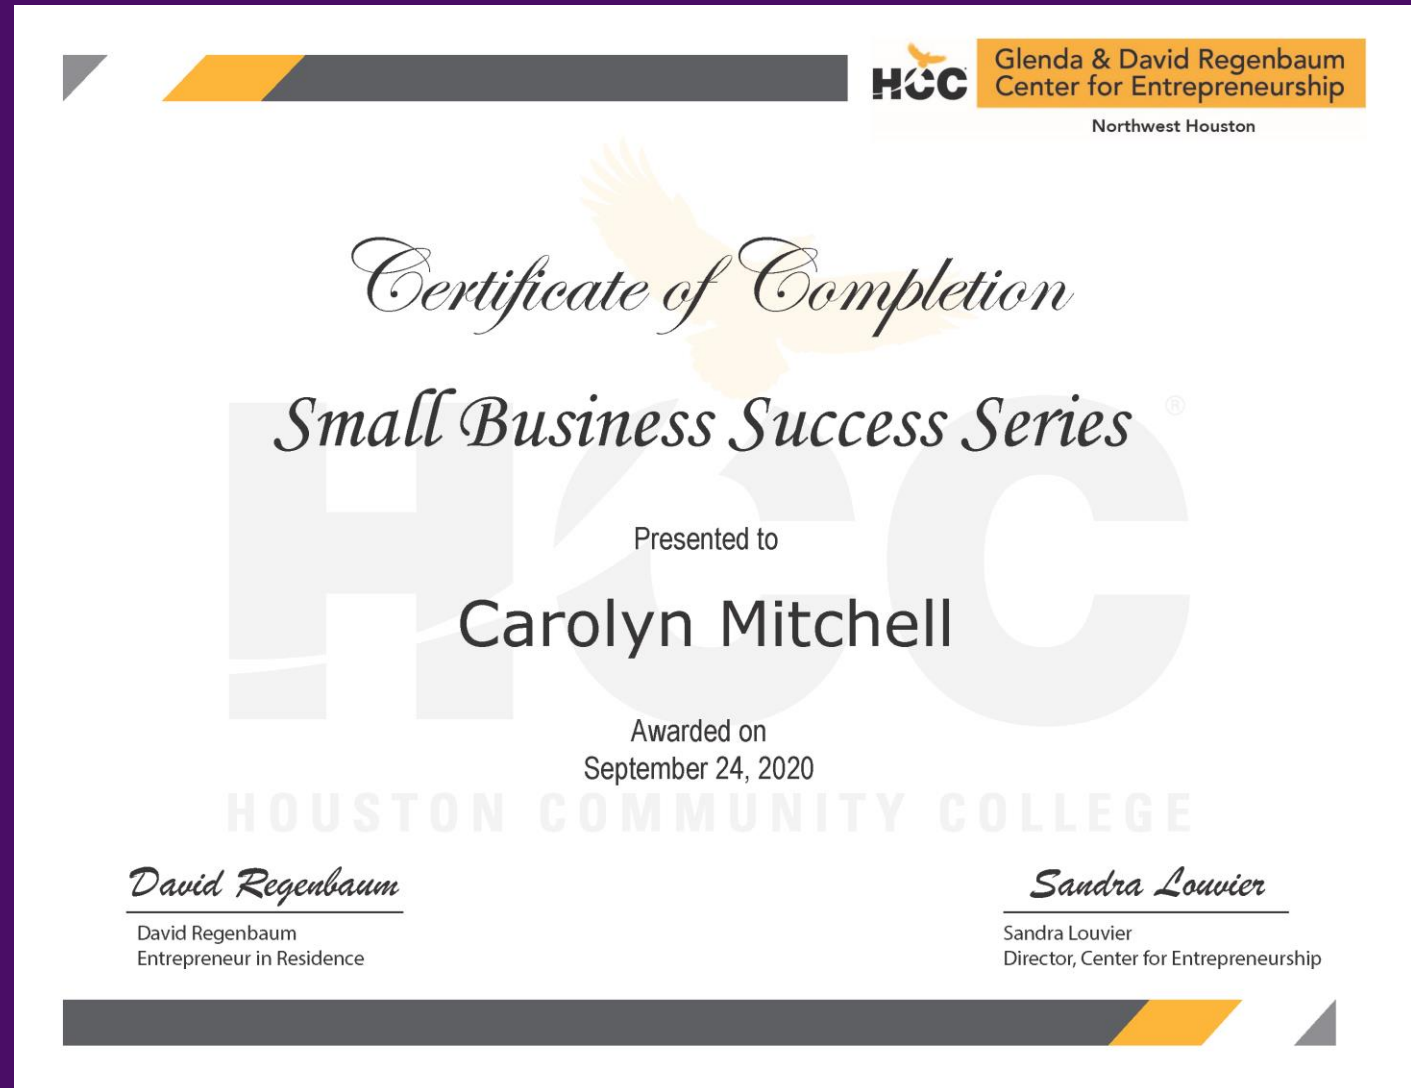 HCC
Glenda & David Regenbaum
Center for Entrepreneurship
Northwest Houston
Certificate of Completion
Small Business Success Series
HCC®
Presented to
Carolyn Mitchell
Awarded on
September 24, 2020
HOUSTON COMMUNITY COLLEGE
David Regenbaum
David Regenbaum
Entrepreneur in Residence
Sandra Louvier
Sandra Louvier
Director, Center for Entrepreneurship